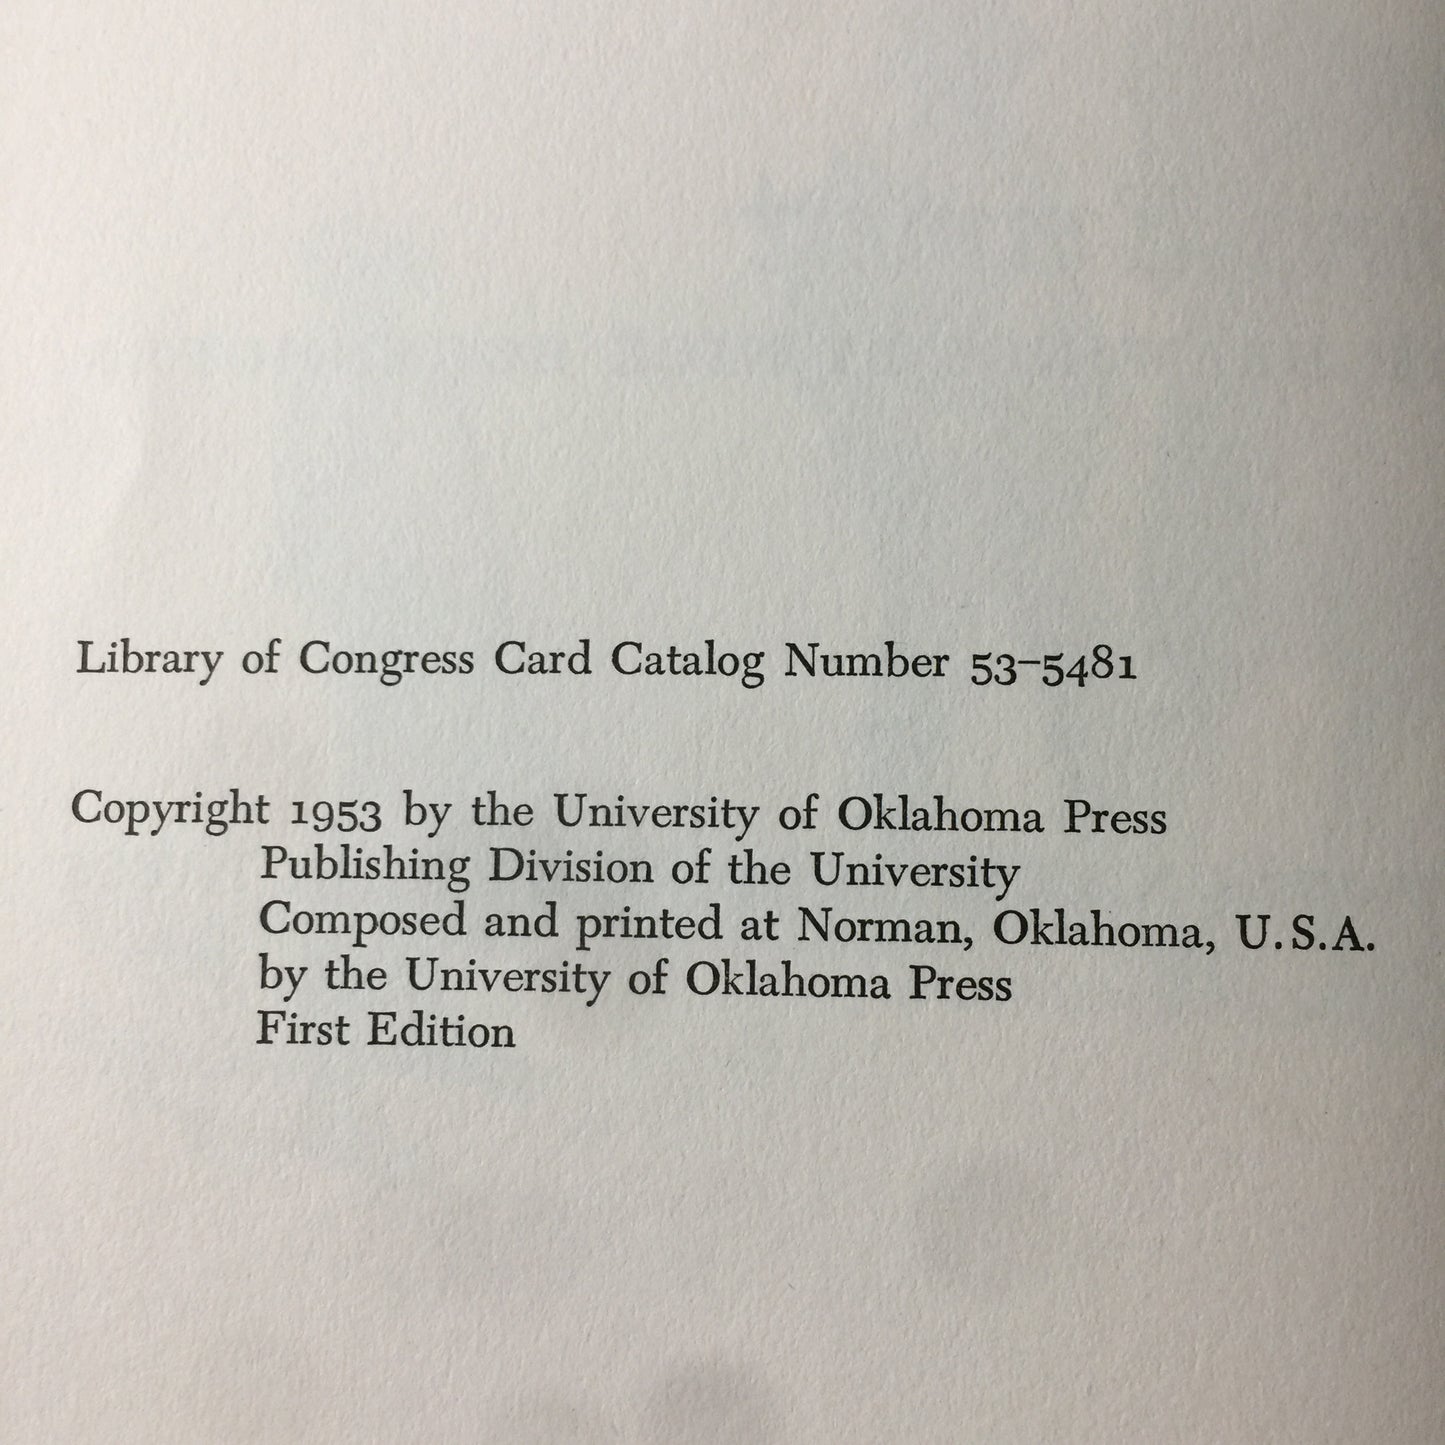 Library of Congress Card Catalog Number 53–5481
Copyright 1953 by the University of Oklahoma Press
Publishing Division of the University
Composed and printed at Norman, Oklahoma, U.S.A.
by the University of Oklahoma Press
First Edition